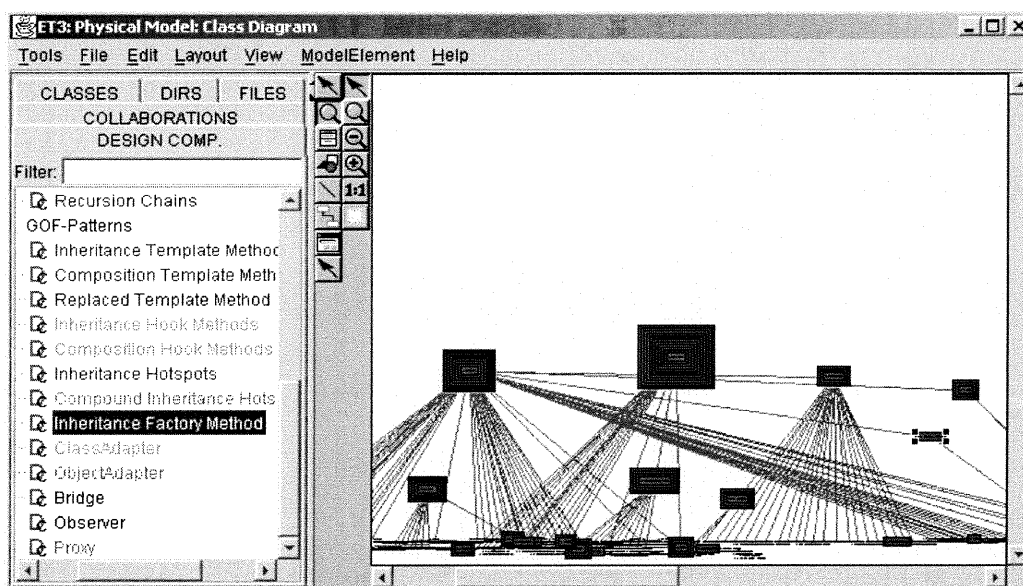 ET3: Physical Model: Class Diagram
Tools File Edit Layout View ModelElement Help
CLASSES DIRS FILES
COLLABORATIONS
DESIGN COMP.
Filter:
Recursion Chains
GOF-Patterns
Inheritance Template Method
Composition Template Meth
Replaced Template Method
Inheritance Hook Methods
Composition Hook Methods
Inheritance Hotspots
Compound Inheritance Hots
Inheritance Factory Method
ClassAdapter
ObjectAdapter
Bridge
Observer
Proxy
1:1